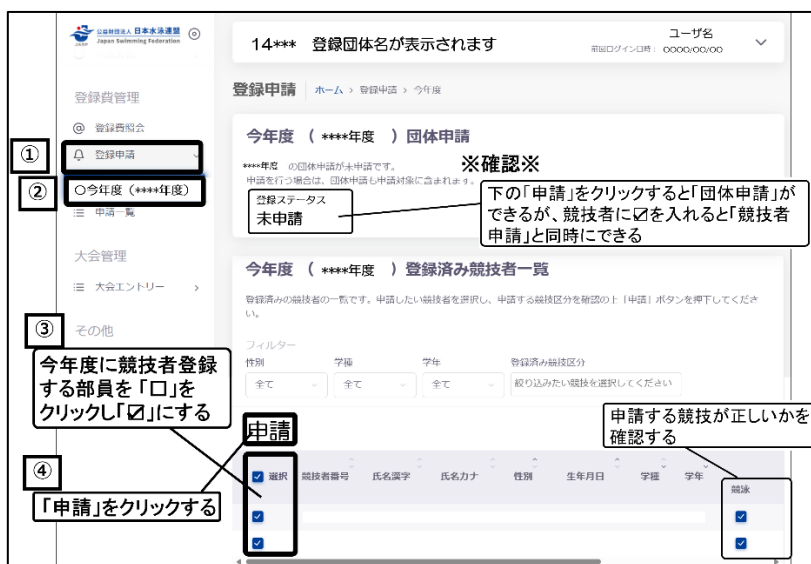 公益財団法人 日本水泳連盟
Japan Swimming Federation
14*** 登録団体名が表示されます
ユーザ名
前回ログイン日時： 0000/00/00
登録費管理
登録費照会
①
登録申請
②
○今年度（****年度）
申請一覧
大会管理
大会エントリー
その他
登録申請 ホーム > 登録申請 > 今年度
今年度 （ ****年度 ）団体申請
****年度 の団体申請が未申請です。
申請を行う場合は、団体申請も申請対象に含まれます。
※確認※
登録ステータス
未申請
下の「申請」をクリックすると「団体申請」が
できるが、競技者に☑を入れると「競技者
申請」と同時にできる
今年度 （ ****年度 ）登録済み競技者一覧
登録済みの競技者の一覧です。申請したい競技者を選択し、申請する競技区分を確認の上「申請」ボタンを押下してくださ
い。
フィルター
性別 学種 学年 登録済み競技区分
全て 全て 全て 絞り込みたい競技を選択してください
③
今年度に競技者登録
する部員を「□」を
クリックし「☑」にする
申請
申請する競技が正しいかを
確認する
④
「申請」をクリックする
選択 競技者番号 氏名漢字 氏名カナ 性別 生年月日 学種 学年 競泳